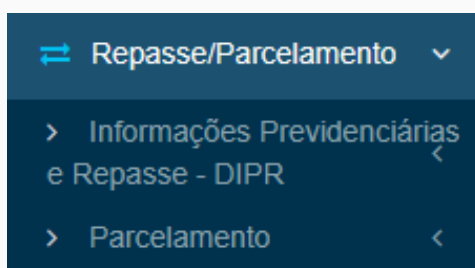 Repasse/Parcelamento
Informações Previdenciárias
e Repasse - DIPR
Parcelamento